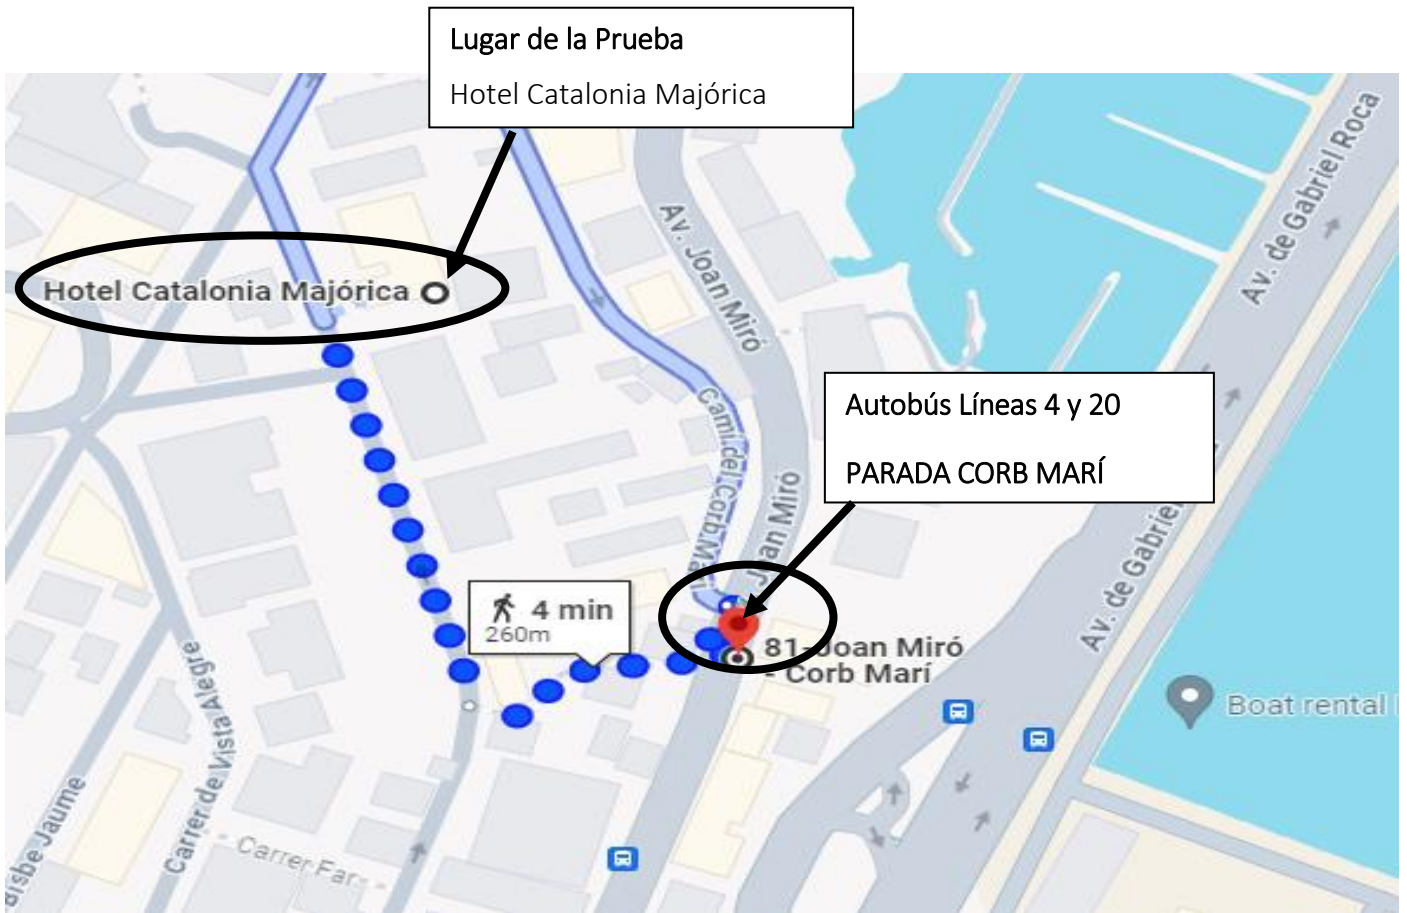 Lugar de la Prueba
Hotel Catalonia Majórica
Av. de Gabriel Roca
Av. Joan Miró
Hotel Catalonia Majórica
Autobús Líneas 4 y 20
PARADA CORB MARÍ
Camí del Corb Marí
Joan Miró
Av. de Gabriel
4 min
260m
81-Joan Miró
- Corb Marí
Boat rental
Carrer de Vista Alegre
Bisbe Jaume
Carrer Far